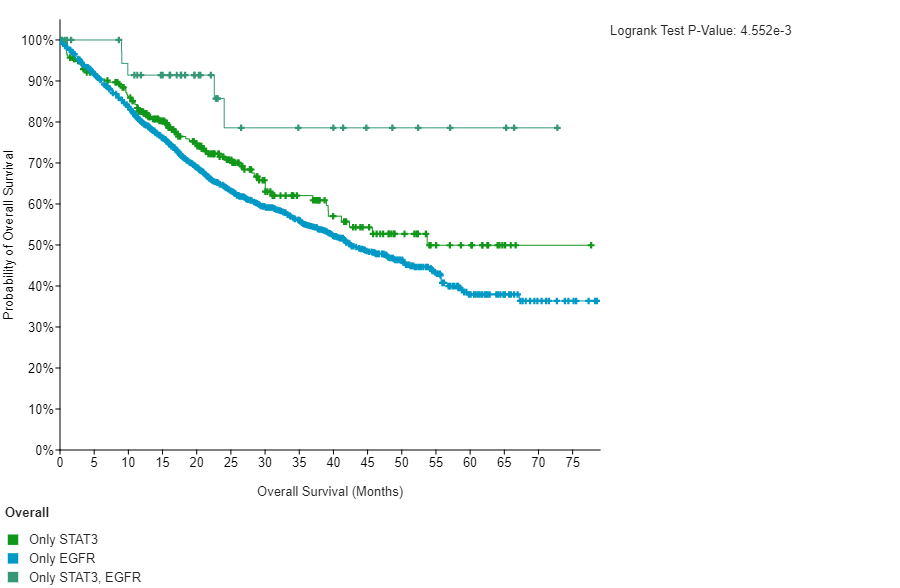 Logrank Test P-Value: 4.552e-3
100%
90%
80%
70%
60%
50%
40%
30%
20%
10%
0%
Probability of Overall Survival
0 5 10 15 20 25 30 35 40 45 50 55 60 65 70 75
Overall Survival (Months)
Overall
Only STAT3
Only EGFR
Only STAT3, EGFR